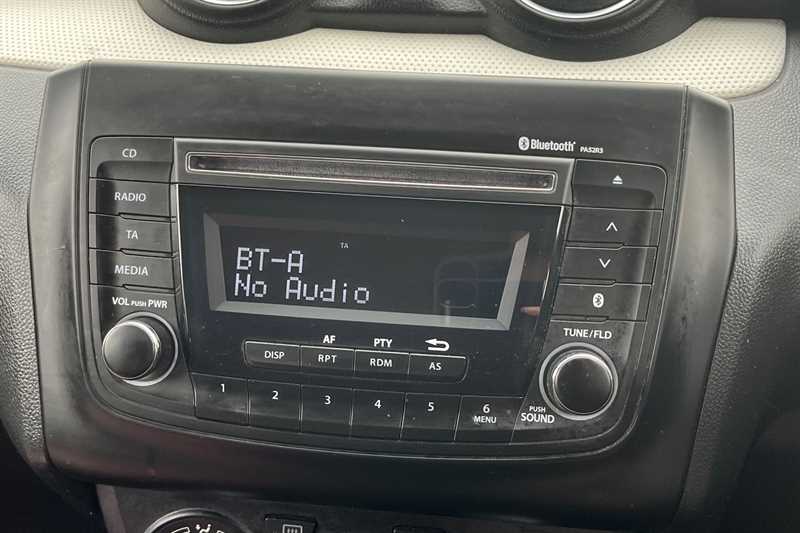 Bluetooth® PA52R3
CD
RADIO
TA
MEDIA
VOL PUSH PWR
TA
BT-A
No Audio
AF PTY
DISP RPT RDM AS
1 2 3 4 5 6
MENU
TUNE/FLD
PUSH
SOUND